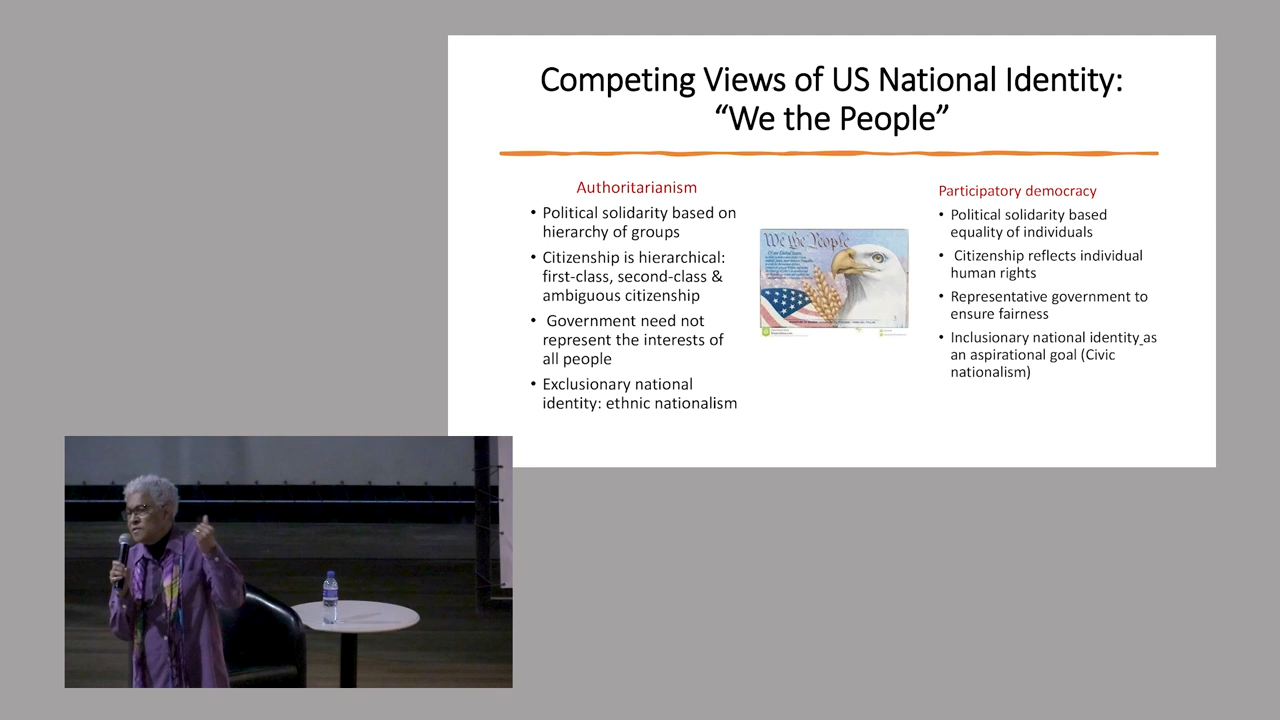 Competing Views of US National Identity:
“We the People”
Authoritarianism
• Political solidarity based on
hierarchy of groups
• Citizenship is hierarchical:
first-class, second-class &
ambiguous citizenship
• Government need not
represent the interests of
all people
• Exclusionary national
identity: ethnic nationalism
We the People
Participatory democracy
• Political solidarity based
equality of individuals
• Citizenship reflects individual
human rights
• Representative government to
ensure fairness
• Inclusionary national identity as
an aspirational goal (Civic
nationalism)